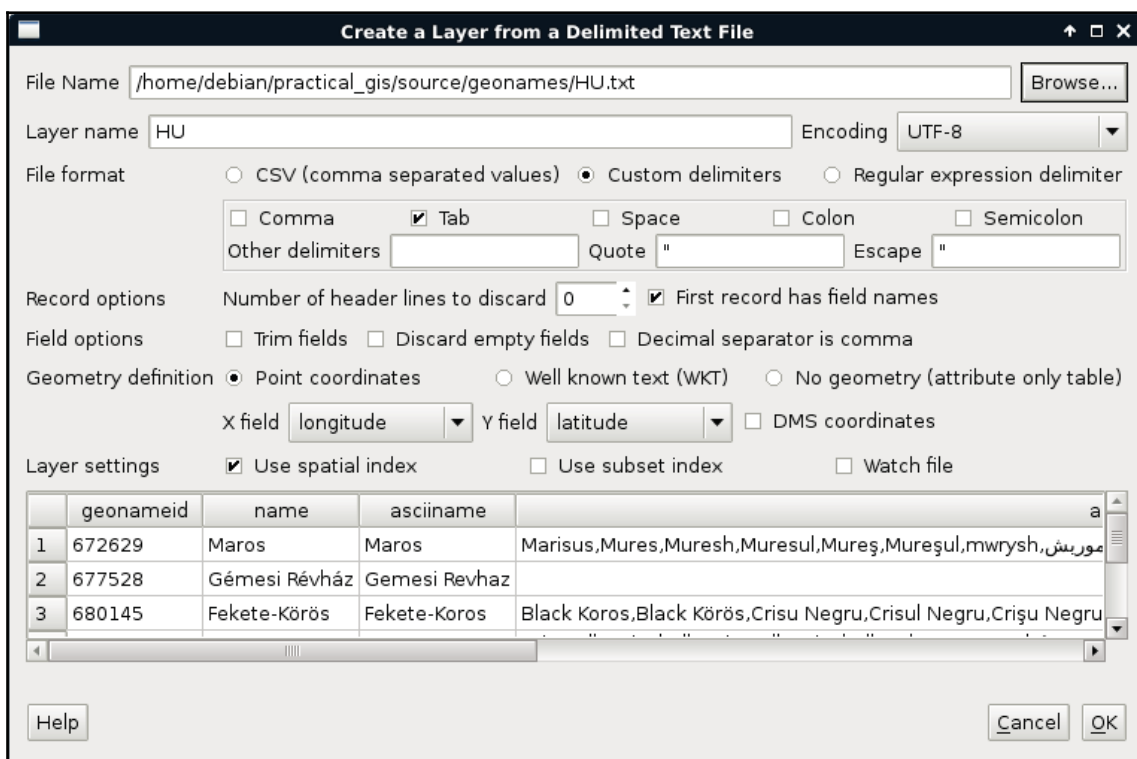 Create a Layer from a Delimited Text File
File Name /home/debian/practical_gis/source/geonames/HU.txt Browse...
Layer name HU Encoding UTF-8
File format CSV (comma separated values) Custom delimiters Regular expression delimiter
Comma Tab Space Colon Semicolon
Other delimiters Quote " Escape "
Record options Number of header lines to discard 0 First record has field names
Field options Trim fields Discard empty fields Decimal separator is comma
Geometry definition Point coordinates Well known text (WKT) No geometry (attribute only table)
X field longitude Y field latitude DMS coordinates
Layer settings Use spatial index Use subset index Watch file
geonameid name asciiname a
1 672629 Maros Maros Marisus,Mures,Muresh,Muresul,Mureş,Mureşul,mwrysh,موريش
2 677528 Gémesi Révház Gemesi Revhaz
3 680145 Fekete-Körös Fekete-Koros Black Koros,Black Körös,Crisu Negru,Crisul Negru,Crişu Negru
Help Cancel OK